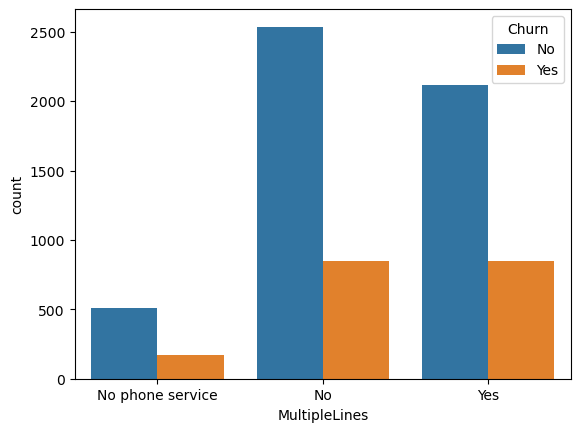 Churn
No
Yes
2500
2000
1500
1000
500
0
count
No phone service
No
Yes
MultipleLines